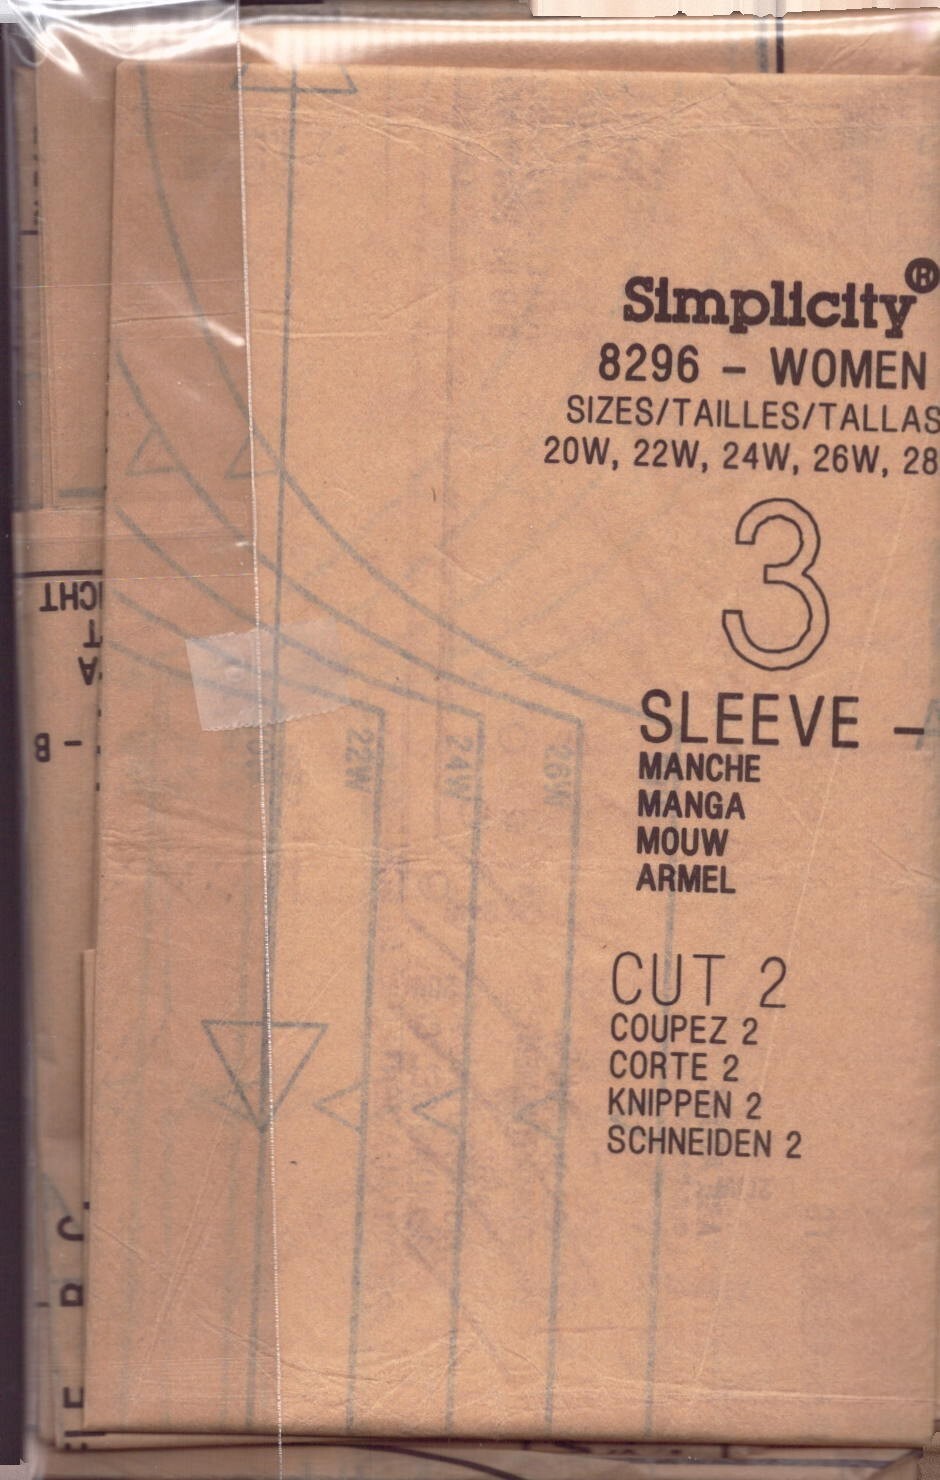 Simplicity®
8296 - WOMEN
SIZES/TAILLES/TALLAS
20W, 22W, 24W, 26W, 28
3
SLEEVE -
MANCHE
MANGA
MOUW
ARMEL
CUT 2
COUPEZ 2
CORTE 2
KNIPPEN 2
SCHNEIDEN 2
22W
24W
26W